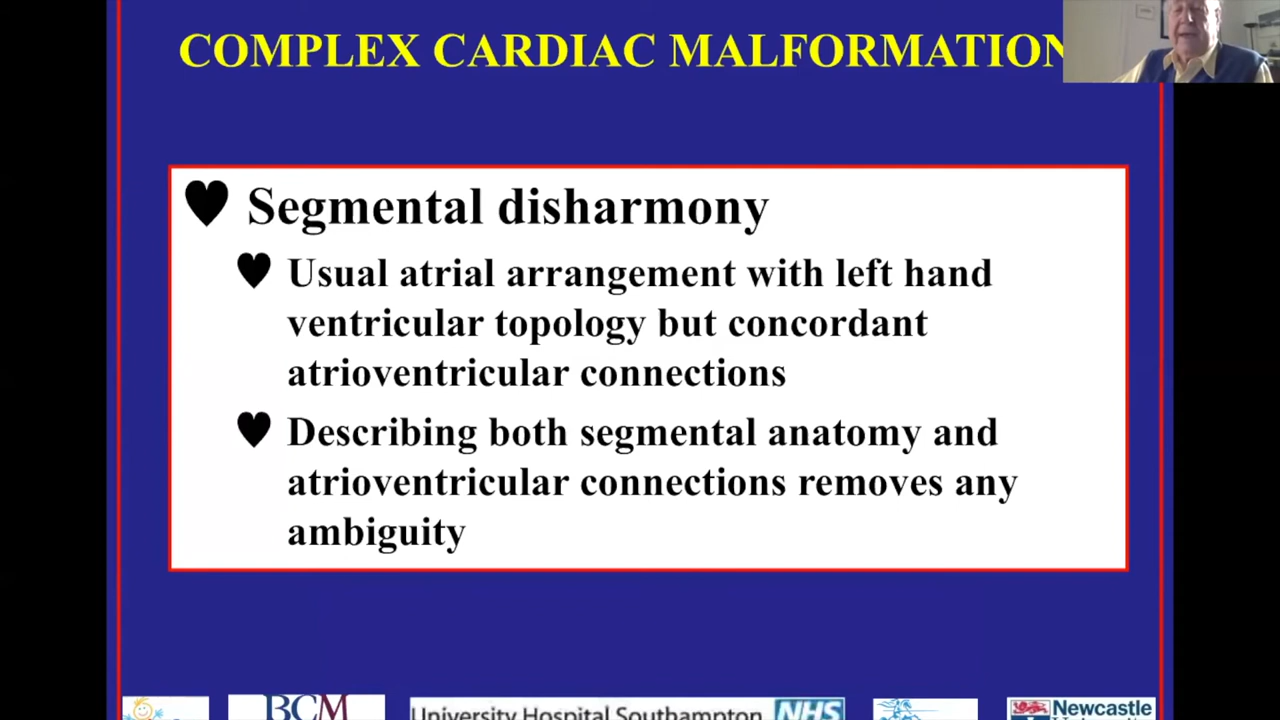 COMPLEX CARDIAC MALFORMATION
Segmental disharmony
Usual atrial arrangement with left hand
ventricular topology but concordant
atrioventricular connections
Describing both segmental anatomy and
atrioventricular connections removes any
ambiguity
BCM
University Hospital Southampton NHS
Newcastle